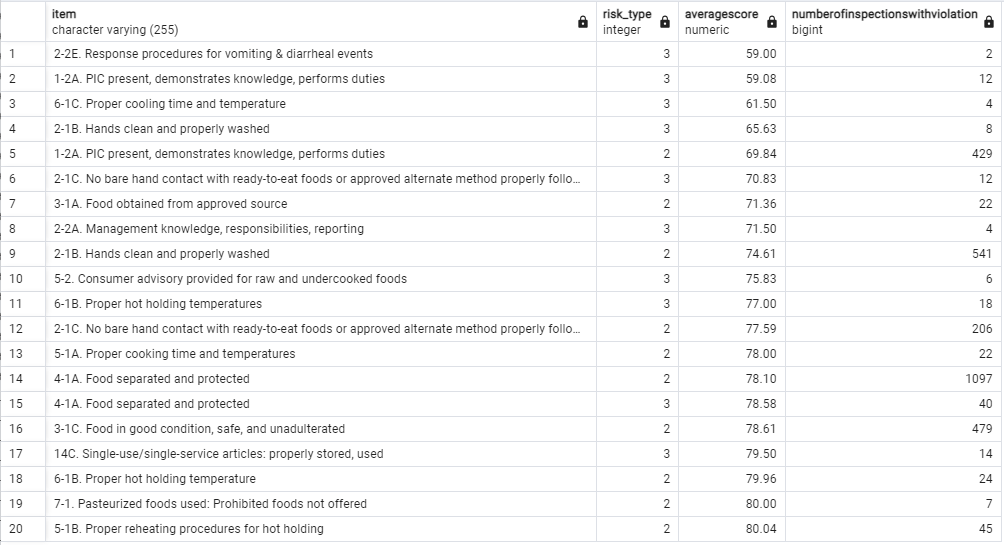 item risk_type averagescore numberofinspectionswithviolation
character varying (255) integer numeric bigint
1 2-2E. Response procedures for vomiting & diarrheal events 3 59.00 2
2 1-2A. PIC present, demonstrates knowledge, performs duties 3 59.08 12
3 6-1C. Proper cooling time and temperature 3 61.50 4
4 2-1B. Hands clean and properly washed 3 65.63 8
5 1-2A. PIC present, demonstrates knowledge, performs duties 2 69.84 429
6 2-1C. No bare hand contact with ready-to-eat foods or approved alternate method properly follo... 3 70.83 12
7 3-1A. Food obtained from approved source 2 71.36 22
8 2-2A. Management knowledge, responsibilities, reporting 3 71.50 4
9 2-1B. Hands clean and properly washed 2 74.61 541
10 5-2. Consumer advisory provided for raw and undercooked foods 3 75.83 6
11 6-1B. Proper hot holding temperatures 3 77.00 18
12 2-1C. No bare hand contact with ready-to-eat foods or approved alternate method properly follo... 2 77.59 206
13 5-1A. Proper cooking time and temperatures 2 78.00 22
14 4-1A. Food separated and protected 2 78.10 1097
15 4-1A. Food separated and protected 3 78.58 40
16 3-1C. Food in good condition, safe, and unadulterated 2 78.61 479
17 14C. Single-use/single-service articles: properly stored, used 3 79.50 14
18 6-1B. Proper hot holding temperature 2 79.96 24
19 7-1. Pasteurized foods used: Prohibited foods not offered 2 80.00 7
20 5-1B. Proper reheating procedures for hot holding 2 80.04 45